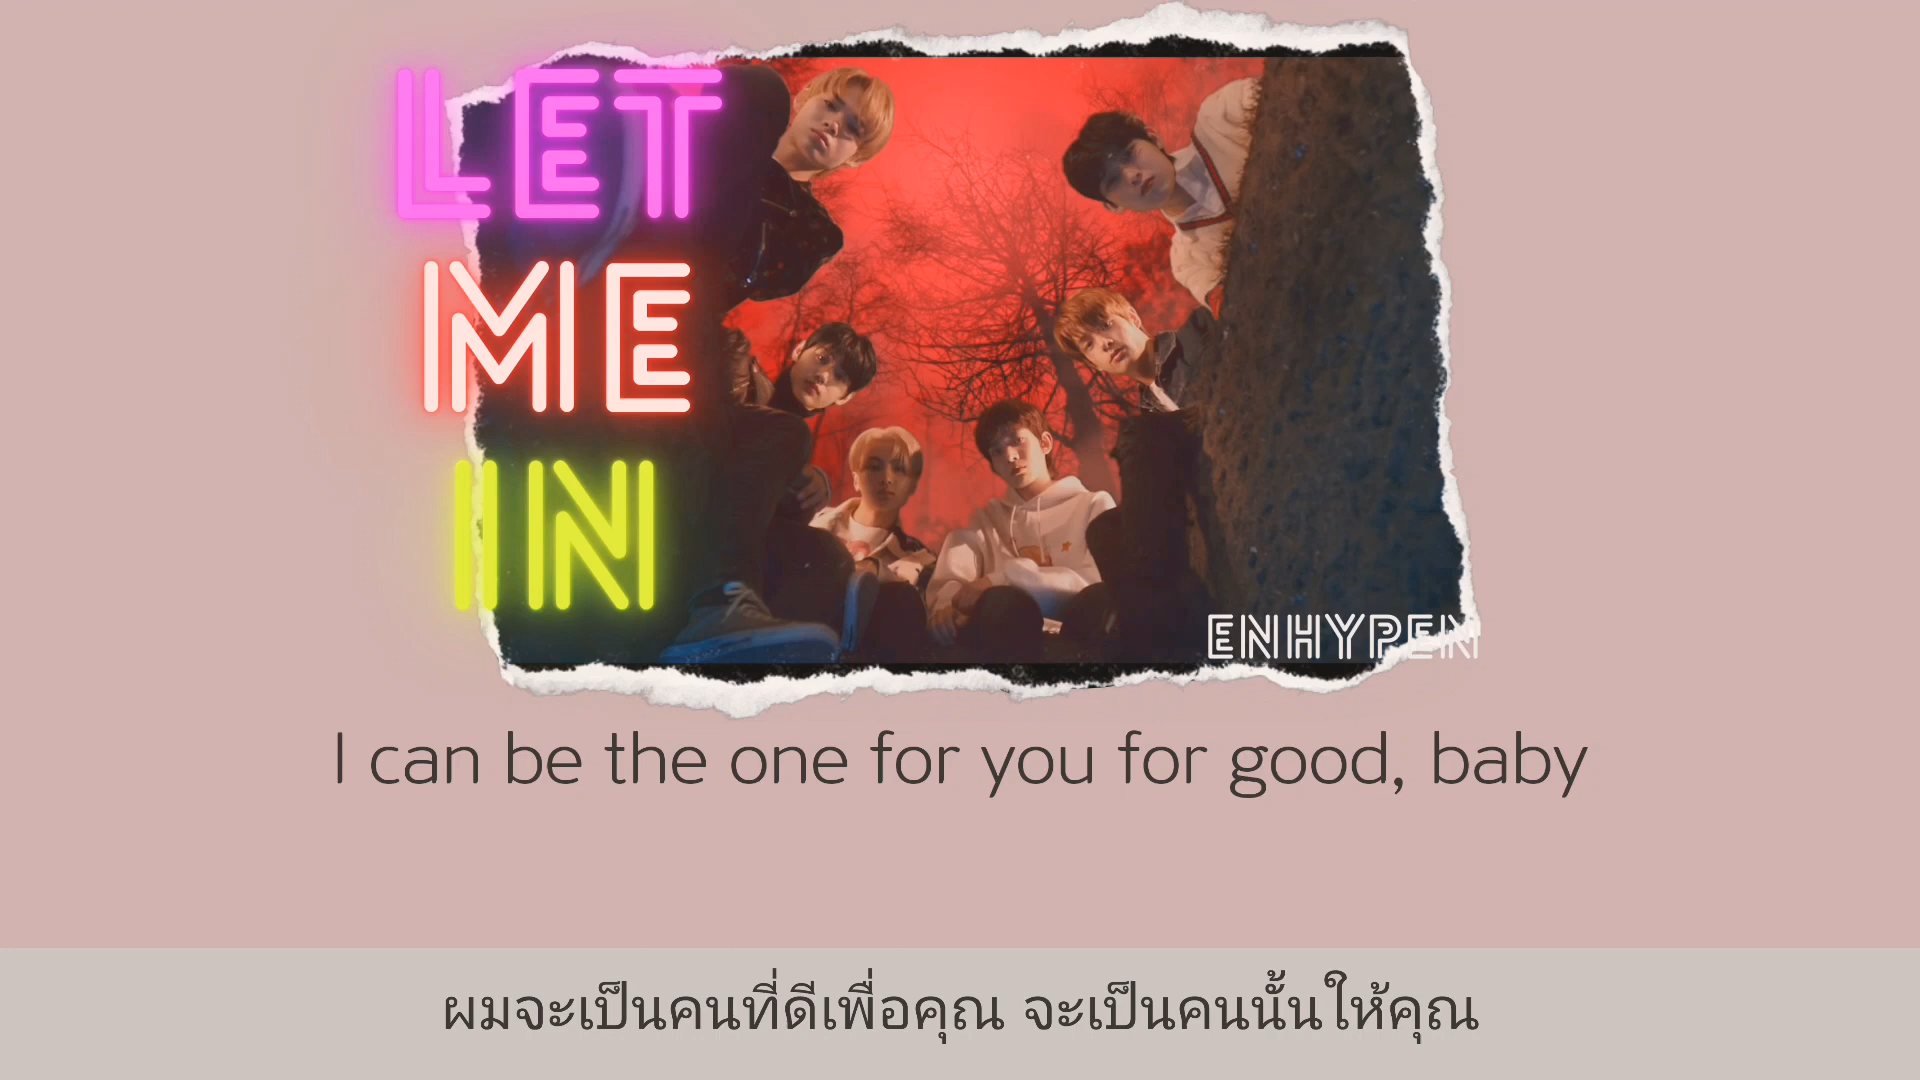 LET
ME
IN
ENHYPEN
I can be the one for you for good, baby
ผมจะเป็นคนที่ดีเพื่อคุณ จะเป็นคนนั้นให้คุณ